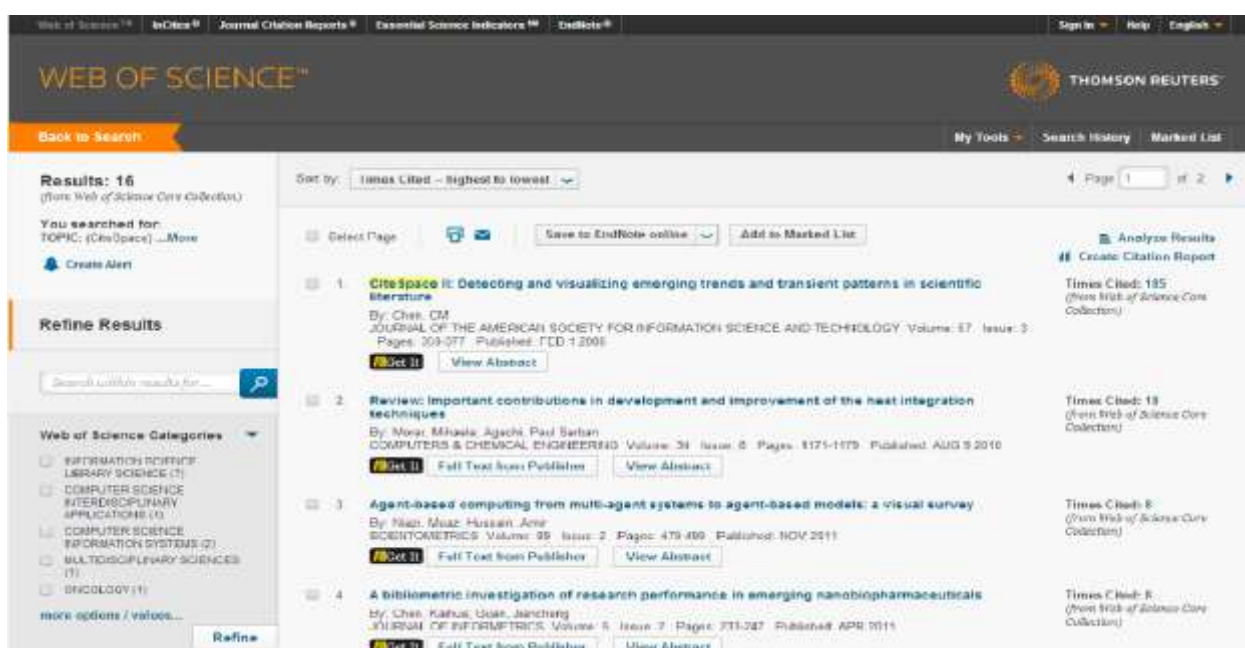 Web of Science™ InCites® Journal Citation Reports® Essential Science Indicators℠ EndNote® Sign In Help English
WEB OF SCIENCE™
THOMSON REUTERS™
Back to Search My Tools Search History Marked List
Results: 16
(from Web of Science Core Collection)
You searched for:
TOPIC: (CiteSpace) ...More
Create Alert
Refine Results
Search within results for...
Web of Science Categories
INFORMATION SCIENCE
LIBRARY SCIENCE (7)
COMPUTER SCIENCE
INTERDISCIPLINARY
APPLICATIONS
COMPUTER SCIENCE
INFORMATION SYSTEMS (2)
MULTIDISCIPLINARY SCIENCES
(1)
ONCOLOGY (1)
more options / values...
Refine
Sort by: Times Cited -- highest to lowest
Page 1 of 2
Select Page Save to EndNote online Add to Marked List
Analyze Results
Create Citation Report
1. CiteSpace II: Detecting and visualizing emerging trends and transient patterns in scientific
literature
By: Chen, CM
JOURNAL OF THE AMERICAN SOCIETY FOR INFORMATION SCIENCE AND TECHNOLOGY Volume: 57 Issue: 3
Pages: 359-377 Published: FEB 1 2006
Get It View Abstract
Times Cited: 185
(from Web of Science Core
Collection)
2. Review: Important contributions in development and improvement of the heat integration
techniques
By: Morar, Mihaela; Agachi, Paul Serban
COMPUTERS & CHEMICAL ENGINEERING Volume: 34 Issue: 8 Pages: 1171-1179 Published: AUG 9 2010
Get It Full Text from Publisher View Abstract
Times Cited: 18
(from Web of Science Core
Collection)
3. Agent-based computing from multi-agent systems to agent-based models: a visual survey
By: Niazi, Muaz; Hussain, Amir
SCIENTOMETRICS Volume: 89 Issue: 2 Pages: 479-499 Published: NOV 2011
Get It Full Text from Publisher View Abstract
Times Cited: 8
(from Web of Science Core
Collection)
4. A bibliometric investigation of research performance in emerging nanobiopharmaceuticals
By: Chen, Kaihua; Guan, Jiancheng
JOURNAL OF INFORMETRICS Volume: 5 Issue: 2 Pages: 233-247 Published: APR 2011
Get It Full Text from Publisher View Abstract
Times Cited: 8
(from Web of Science Core
Collection)